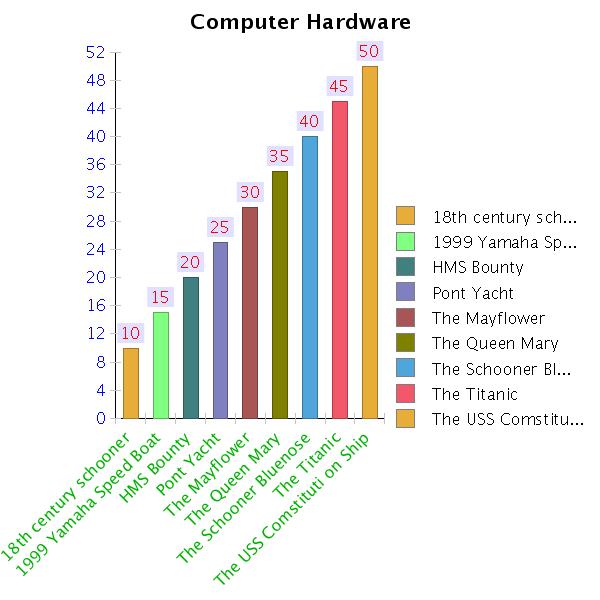 Computer Hardware
52
48
44
40
36
32
28
24
20
16
12
8
4
0
10
15
20
25
30
35
40
45
50
18th century schooner
1999 Yamaha Speed Boat
HMS Bounty
Pont Yacht
The Mayflower
The Queen Mary
The Schooner Bluenose
The Titanic
The USS Comstituti on Ship
18th century sch...
1999 Yamaha Sp...
HMS Bounty
Pont Yacht
The Mayflower
The Queen Mary
The Schooner Bl...
The Titanic
The USS Comstitu...